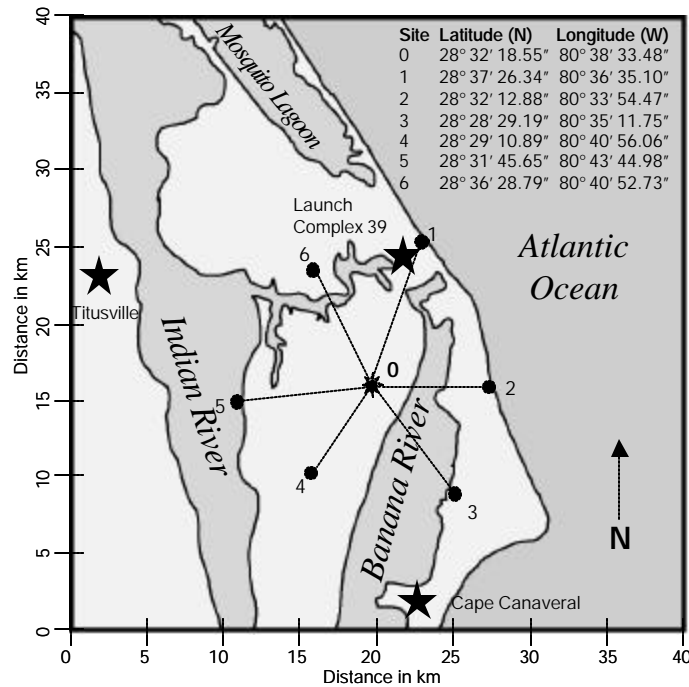 Site Latitude (N) Longitude (W)
0 28° 32' 18.55" 80° 38' 33.48"
1 28° 37' 26.34" 80° 36' 35.10"
2 28° 32' 12.88" 80° 33' 54.47"
3 28° 28' 29.19" 80° 35' 11.75"
4 28° 29' 10.89" 80° 40' 56.06"
5 28° 31' 45.65" 80° 43' 44.98"
6 28° 36' 28.79" 80° 40' 52.73"
Mosquito Lagoon
Launch
Complex 39
1
6
Atlantic
Ocean
Titusville
Indian River
0
2
5
Banana River
4
3
N
Cape Canaveral
40
35
30
25
20
15
10
5
0
Distance in km
0 5 10 15 20 25 30 35 40
Distance in km